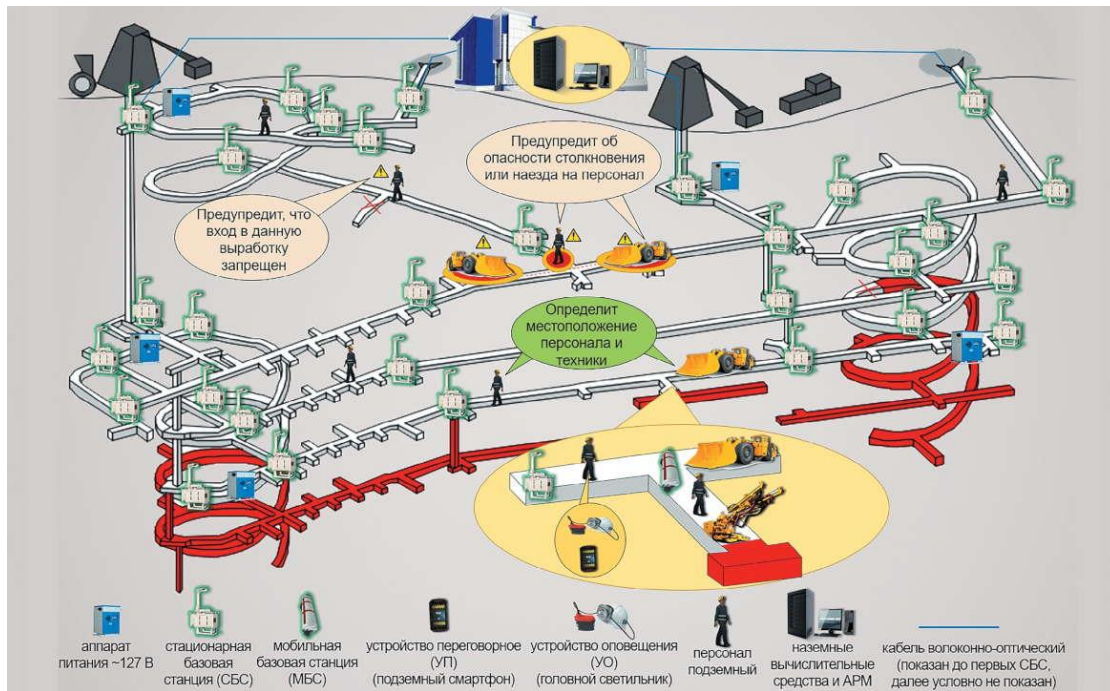 Предупредит об
опасности столкновения
или наезда на персонал
Предупредит, что
вход в данную
выработку
запрещен
Определит
местоположение
персонала и
техники
аппарат
питания ~127 В
стационарная
базовая
станция (СБС)
мобильная
базовая станция
(МБС)
устройство переговорное
(УП)
(подземный смартфон)
устройство оповещения
(УО)
(головной светильник)
персонал
подземный
наземные
вычислительные
средства и АРМ
кабель волоконно-оптический
(показан до первых СБС,
далее условно не показан)